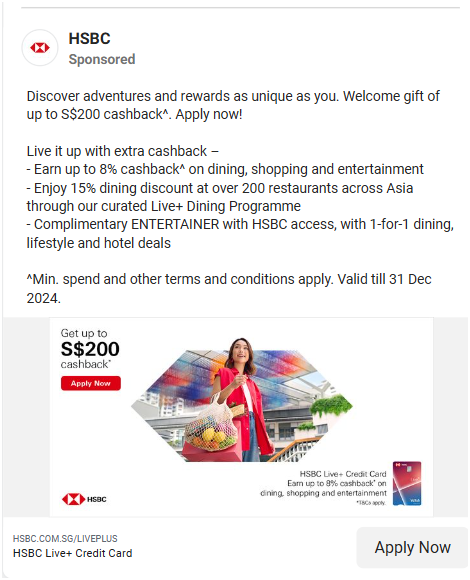 HSBC
Sponsored
Discover adventures and rewards as unique as you. Welcome gift of
up to S$200 cashback^. Apply now!
Live it up with extra cashback –
- Earn up to 8% cashback^ on dining, shopping and entertainment
- Enjoy 15% dining discount at over 200 restaurants across Asia
through our curated Live+ Dining Programme
- Complimentary ENTERTAINER with HSBC access, with 1-for-1 dining,
lifestyle and hotel deals
^Min. spend and other terms and conditions apply. Valid till 31 Dec
2024.
Get up to
S$200
cashback*
Apply Now
HSBC Live+ Credit Card
Earn up to 8% cashback* on
dining, shopping and entertainment
*T&Cs apply.
HSBC
HSBC.COM.SG/LIVEPLUS
HSBC Live+ Credit Card
Apply Now